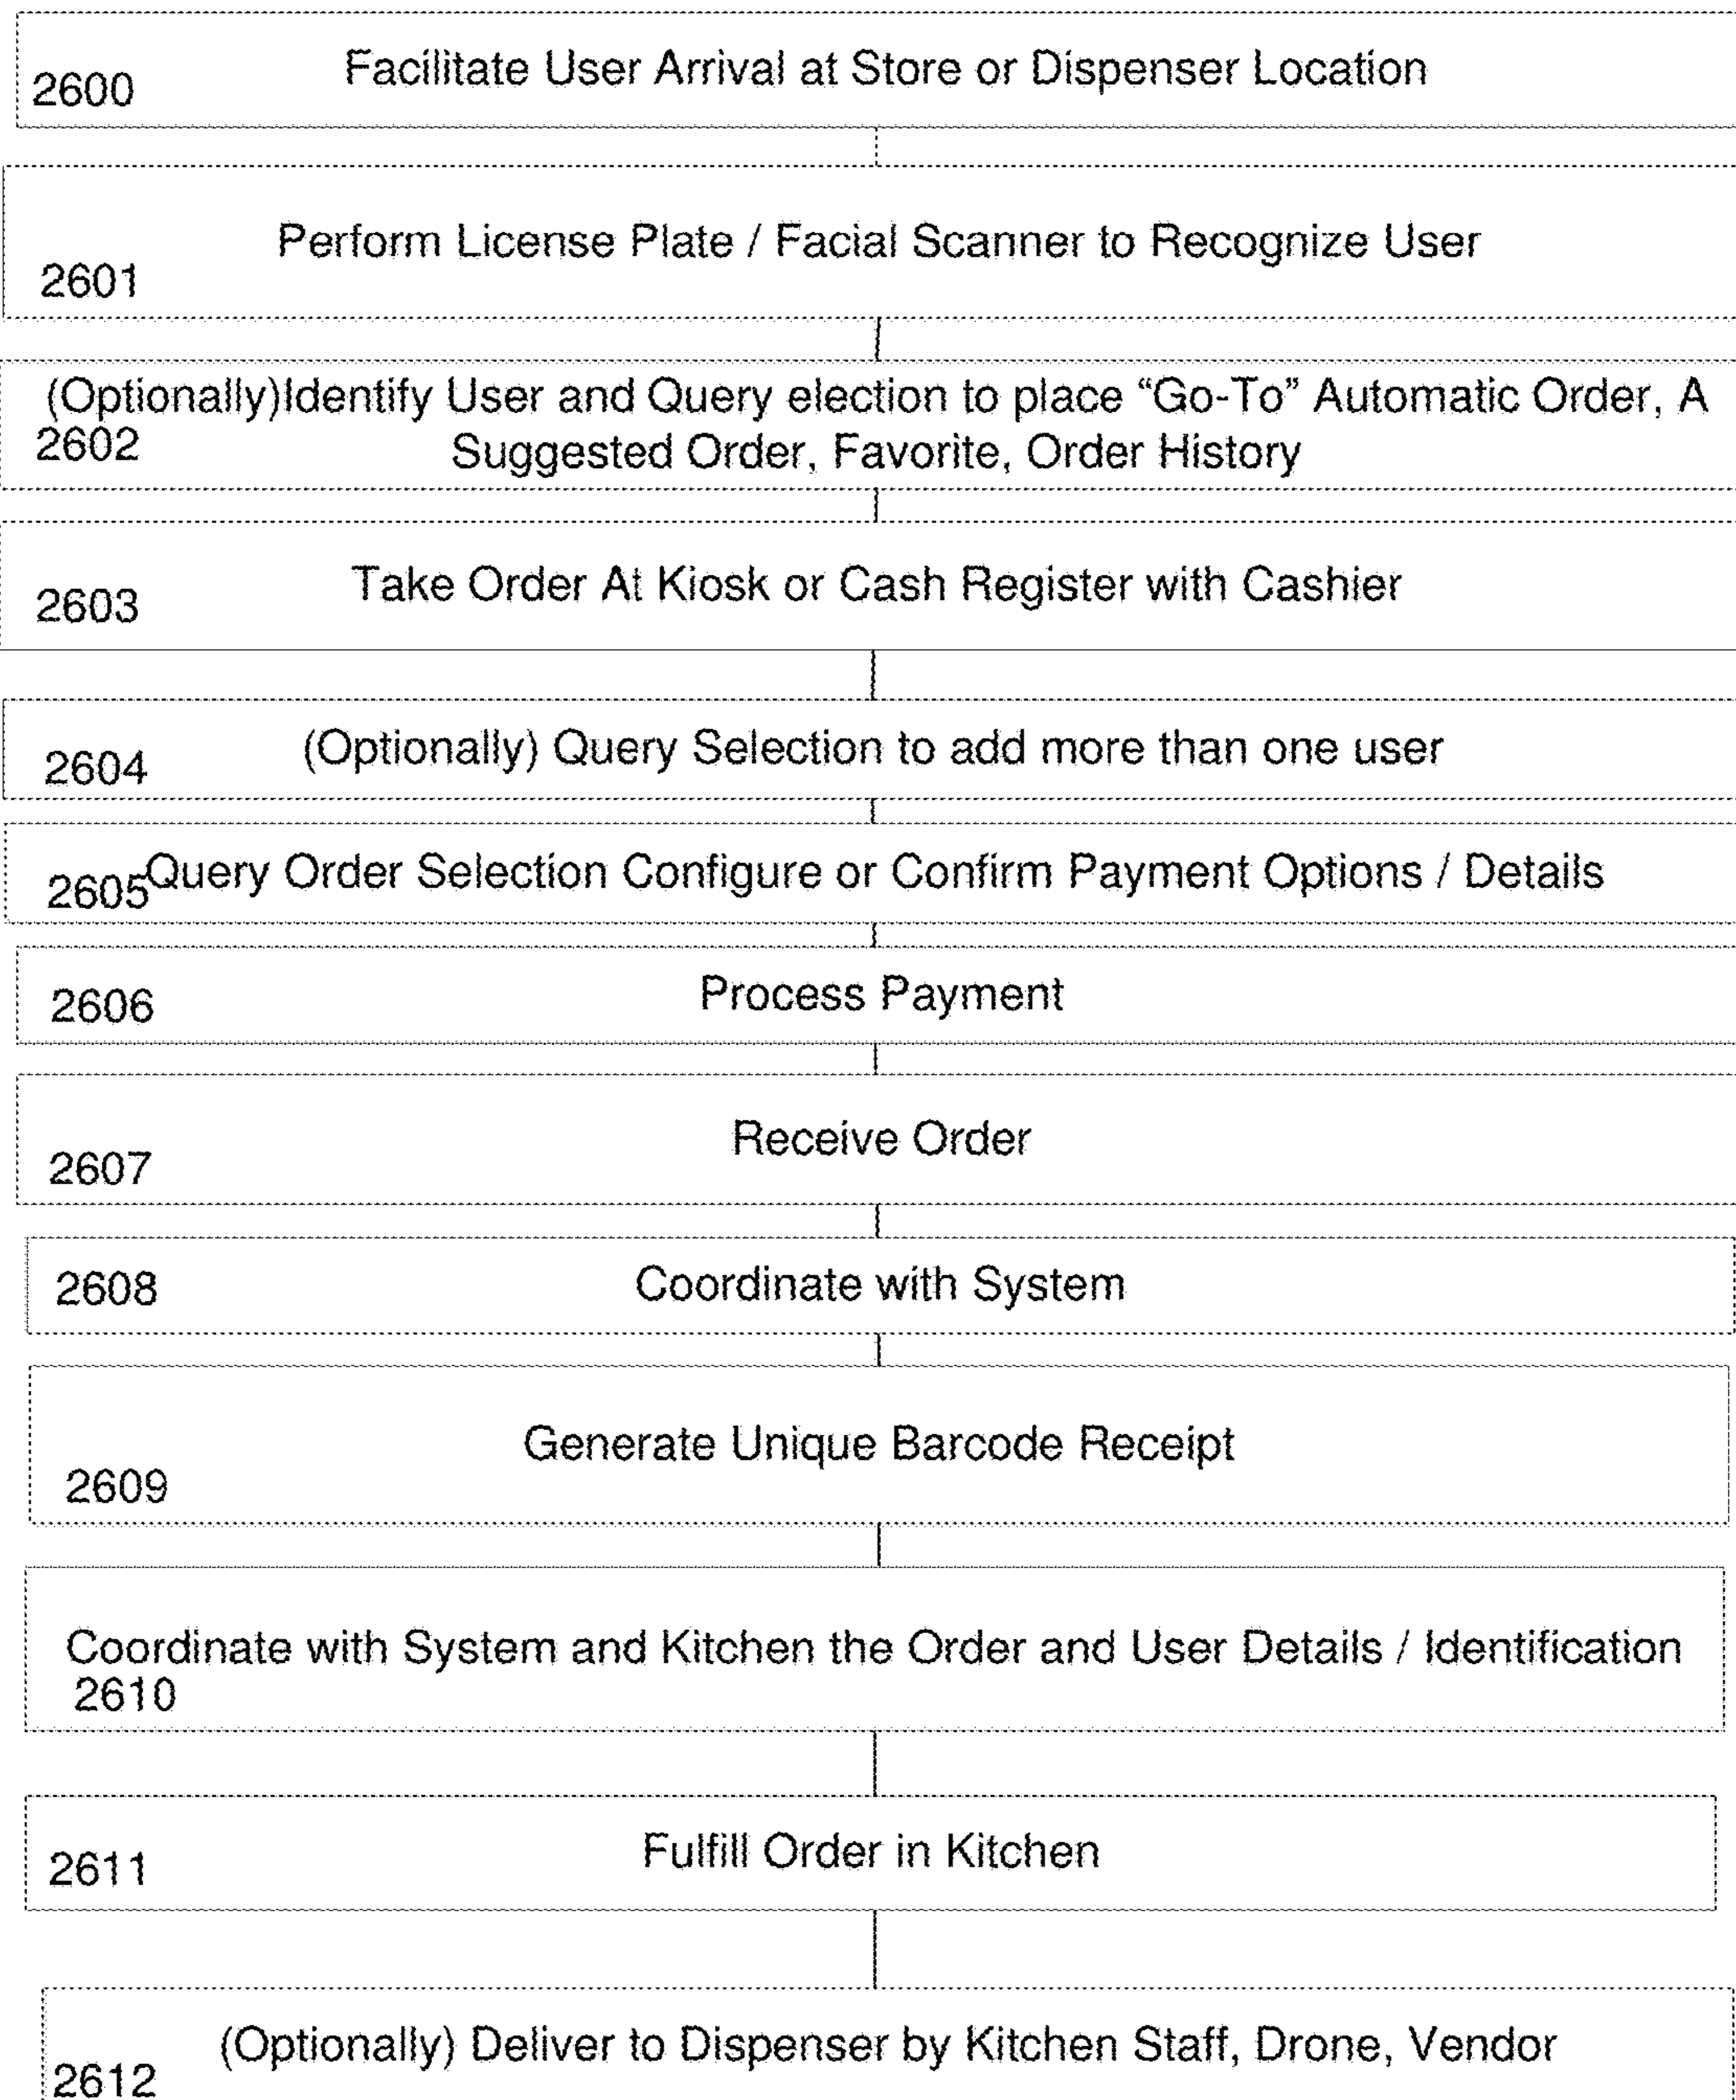 Facilitate User Arrival at Store or Dispenser Location
2600
Perform License Plate / Facial Scanner to Recognize User
2601
(Optionally)Identify User and Query election to place “Go-To” Automatic Order, A
2602
Suggested Order, Favorite, Order History
Take Order At Kiosk or Cash Register with Cashier
2603
(Optionally) Query Selection to add more than one user
2604
Query Order Selection Configure or Confirm Payment Options / Details
2605
Process Payment
2606
Receive Order
2607
Coordinate with System
2608
Generate Unique Barcode Receipt
2609
Coordinate with System and Kitchen the Order and User Details / Identification
2610
Fulfill Order in Kitchen
2611
(Optionally) Deliver to Dispenser by Kitchen Staff, Drone, Vendor
2612